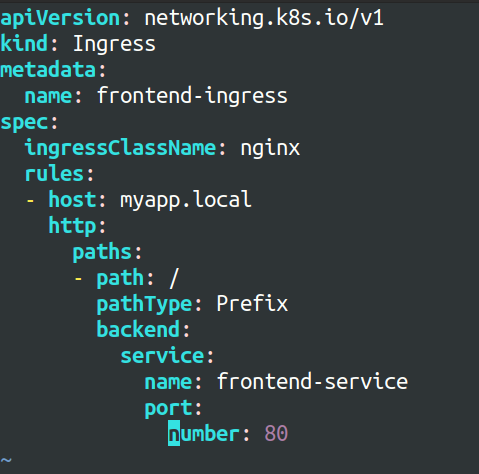 apiVersion: networking.k8s.io/v1
kind: Ingress
metadata:
  name: frontend-ingress
spec:
  ingressClassName: nginx
  rules:
  - host: myapp.local
    http:
      paths:
      - path: /
        pathType: Prefix
        backend:
          service:
            name: frontend-service
            port:
              number: 80
~